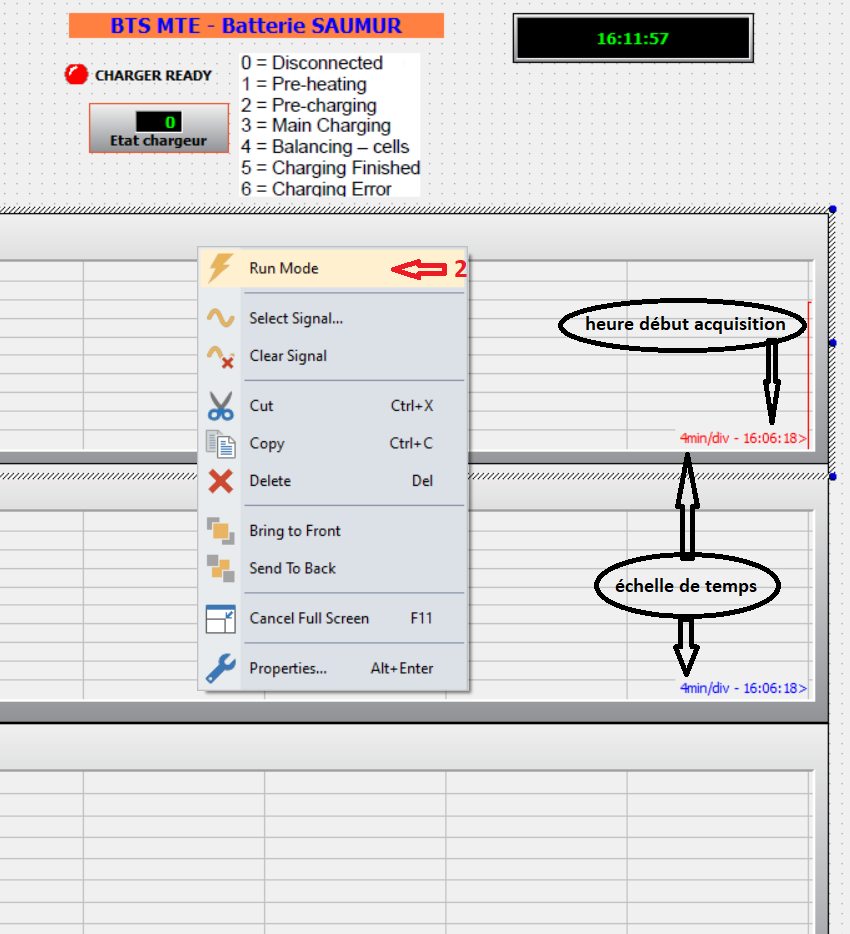 BTS MTE - Batterie SAUMUR
16:11:57
CHARGER READY
0
Etat chargeur
0 = Disconnected
1 = Pre-heating
2 = Pre-charging
3 = Main Charging
4 = Balancing – cells
5 = Charging Finished
6 = Charging Error
Run Mode
2
Select Signal...
Clear Signal
Cut Ctrl+X
Copy Ctrl+C
Delete Del
Bring to Front
Send To Back
Cancel Full Screen F11
Properties... Alt+Enter
heure début acquisition
4min/div - 16:06:18>
échelle de temps
4min/div - 16:06:18>